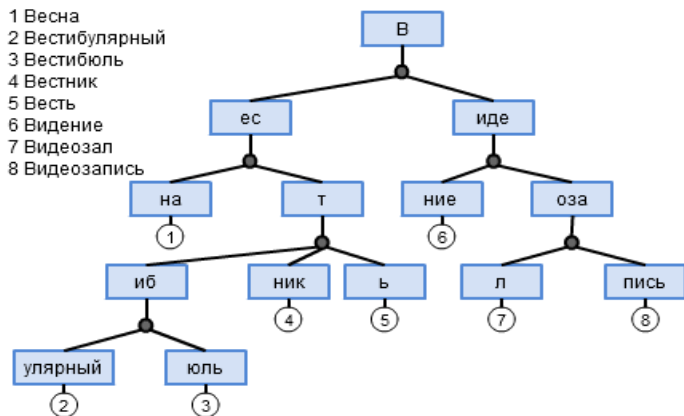 1 Весна
2 Вестибулярный
3 Вестибюль
4 Вестник
5 Весть
6 Видение
7 Видеозал
8 Видеозапись
В
ес иде
на т ние оза
1 6
иб ник ь л пись
4 5 7 8
улярный юль
2 3